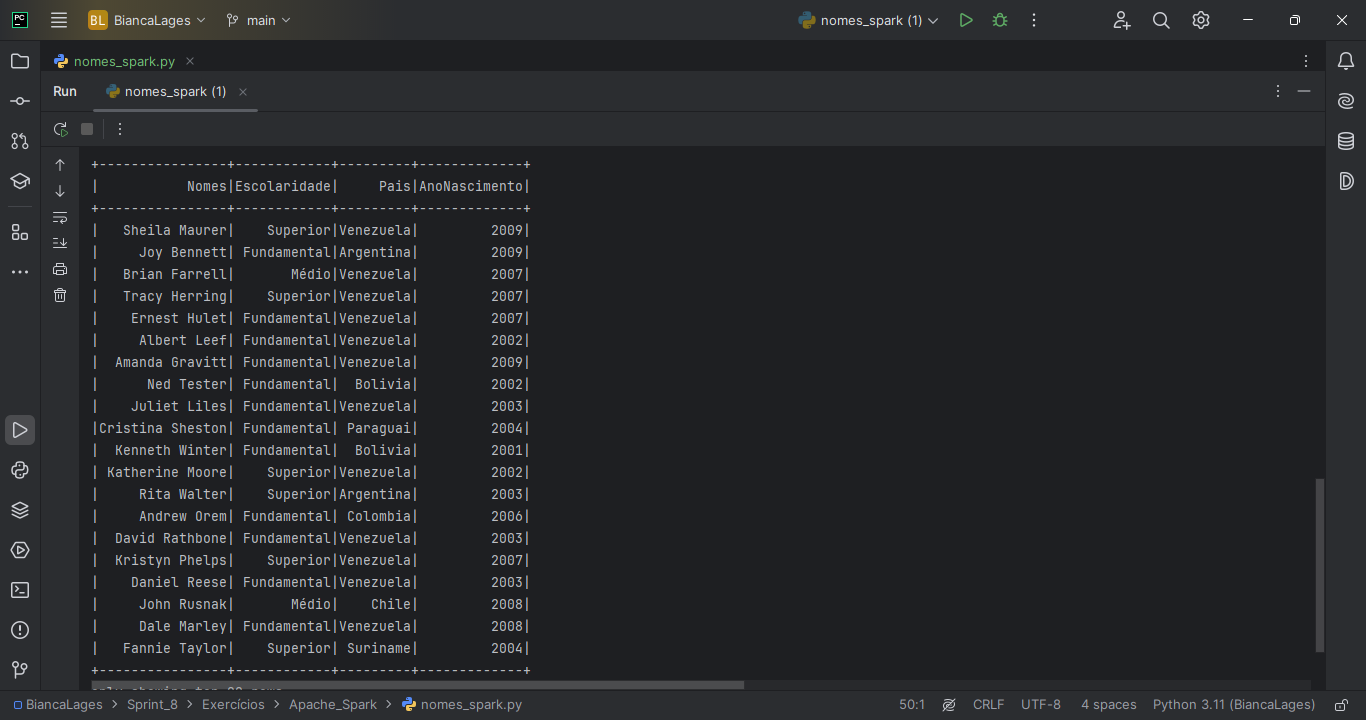 PC BL BiancaLages main nomes_spark (1)
nomes_spark.py
Run nomes_spark (1)
+----------------+------------+---------+-------------+
|           Nomes|Escolaridade|     Pais|AnoNascimento|
+----------------+------------+---------+-------------+
|   Sheila Maurer|    Superior|Venezuela|         2009|
|     Joy Bennett| Fundamental|Argentina|         2009|
|   Brian Farrell|       Médio|Venezuela|         2007|
|   Tracy Herring|    Superior|Venezuela|         2007|
|    Ernest Hulet| Fundamental|Venezuela|         2007|
|     Albert Leef| Fundamental|Venezuela|         2002|
|  Amanda Gravitt| Fundamental|Venezuela|         2009|
|      Ned Tester| Fundamental|  Bolivia|         2002|
|    Juliet Liles| Fundamental|Venezuela|         2003|
|Cristina Sheston| Fundamental| Paraguai|         2004|
|  Kenneth Winter| Fundamental|  Bolivia|         2001|
| Katherine Moore|    Superior|Venezuela|         2002|
|     Rita Walter|    Superior|Argentina|         2003|
|     Andrew Orem| Fundamental| Colombia|         2006|
|  David Rathbone| Fundamental|Venezuela|         2003|
|  Kristyn Phelps|    Superior|Venezuela|         2007|
|    Daniel Reese| Fundamental|Venezuela|         2003|
|     John Rusnak|       Médio|    Chile|         2008|
|     Dale Marley| Fundamental|Venezuela|         2008|
|   Fannie Taylor|    Superior| Suriname|         2004|
+----------------+------------+---------+-------------+
BiancaLages > Sprint_8 > Exercícios > Apache_Spark > nomes_spark.py 50:1 CRLF UTF-8 4 spaces Python 3.11 (BiancaLages)